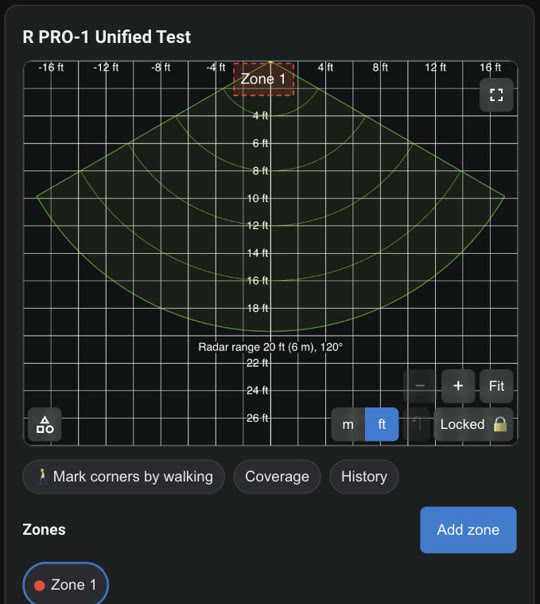 R PRO-1 Unified Test
-16 ft -12 ft -8 ft -4 ft 4 ft 8 ft 12 ft 16 ft
Zone 1
4 ft
6 ft
8 ft
10 ft
12 ft
14 ft
16 ft
18 ft
Radar range 20 ft (6 m), 120°
22 ft
24 ft
26 ft
− + Fit
m ft Locked
Mark corners by walking Coverage History
Zones Add zone
Zone 1